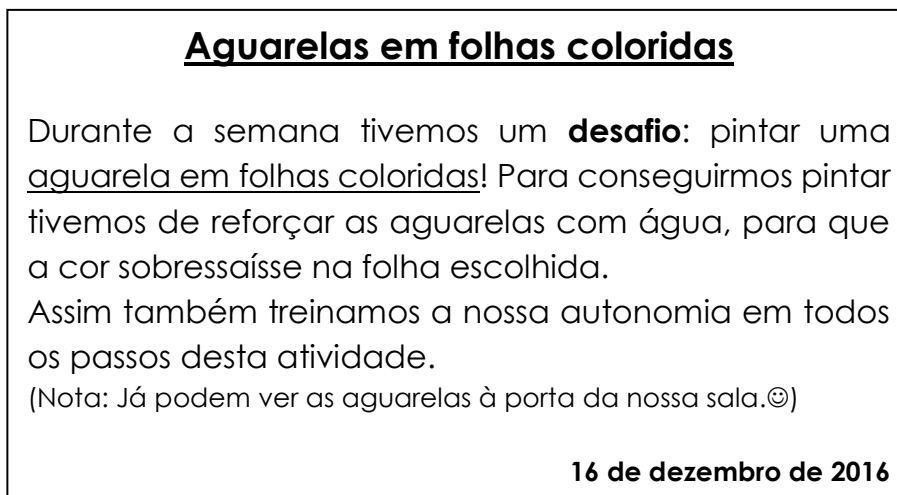 Aguarelas em folhas coloridas
Durante a semana tivemos um desafio: pintar uma
aguarela em folhas coloridas! Para conseguirmos pintar
tivemos de reforçar as aguarelas com água, para que
a cor sobressaísse na folha escolhida.
Assim também treinamos a nossa autonomia em todos
os passos desta atividade.
(Nota: Já podem ver as aguarelas à porta da nossa sala.☺)
16 de dezembro de 2016